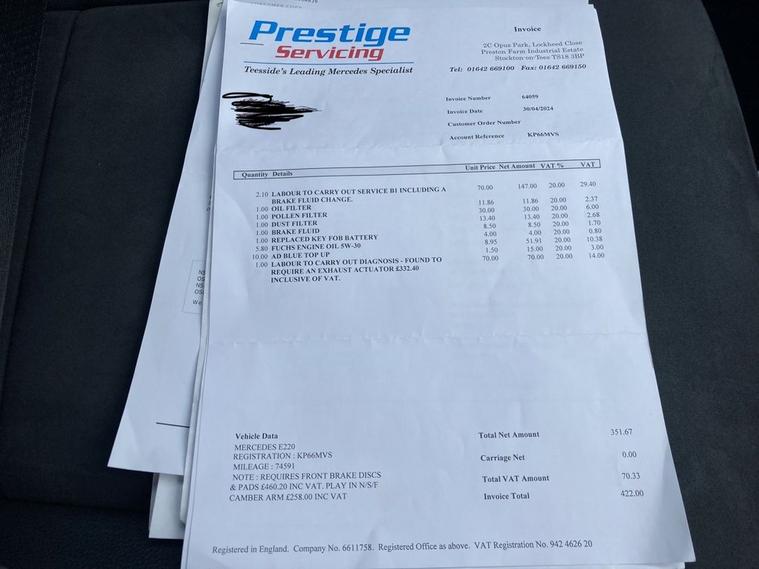 Prestige
Servicing
Teesside's Leading Mercedes Specialist
Invoice
2C Opus Park, Lockheed Close
Preston Farm Industrial Estate
Stockton-on-Tees TS18 3BP
Tel: 01642 669100 Fax: 01642 669150
Invoice Number 64059
Invoice Date 30/04/2024
Customer Order Number
Account Reference KP66MVS
Quantity Details Unit Price Net Amount VAT % VAT
2.10 LABOUR TO CARRY OUT SERVICE B1 INCLUDING A 70.00 147.00 20.00 29.40
BRAKE FLUID CHANGE.
1.00 OIL FILTER 11.86 11.86 20.00 2.37
1.00 POLLEN FILTER 30.00 30.00 20.00 6.00
1.00 DUST FILTER 13.40 13.40 20.00 2.68
1.00 BRAKE FLUID 8.50 8.50 20.00 1.70
1.00 REPLACED KEY FOB BATTERY 4.00 4.00 20.00 0.80
5.80 FUCHS ENGINE OIL 5W-30 8.95 51.91 20.00 10.38
10.00 AD BLUE TOP UP 1.50 15.00 20.00 3.00
1.00 LABOUR TO CARRY OUT DIAGNOSIS - FOUND TO 70.00 70.00 20.00 14.00
REQUIRE AN EXHAUST ACTUATOR £332.40
INCLUSIVE OF VAT.
Vehicle Data
MERCEDES E220
REGISTRATION : KP66MVS
MILEAGE : 74591
NOTE : REQUIRES FRONT BRAKE DISCS
& PADS £460.20 INC VAT. PLAY IN N/S/F
CAMBER ARM £258.00 INC VAT
Total Net Amount 351.67
Carriage Net 0.00
Total VAT Amount 70.33
Invoice Total 422.00
Registered in England. Company No. 6611758. Registered Office as above. VAT Registration No. 942 4626 20